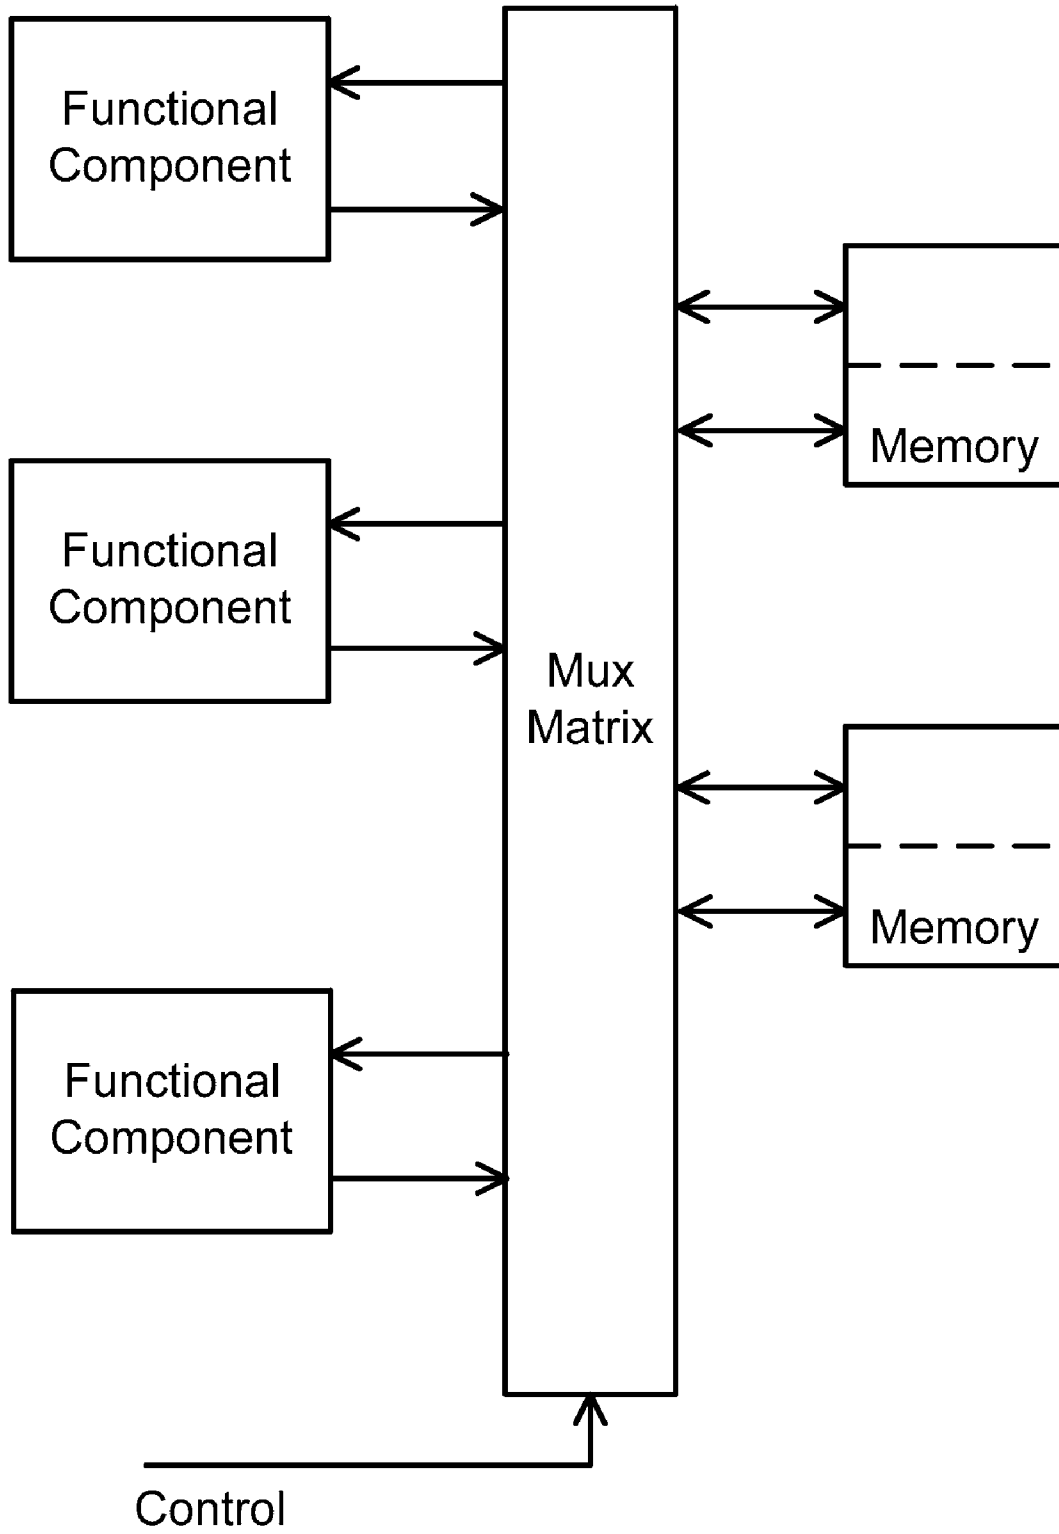 Functional
Component
Memory
Functional
Component
Mux
Matrix
Memory
Functional
Component
Control